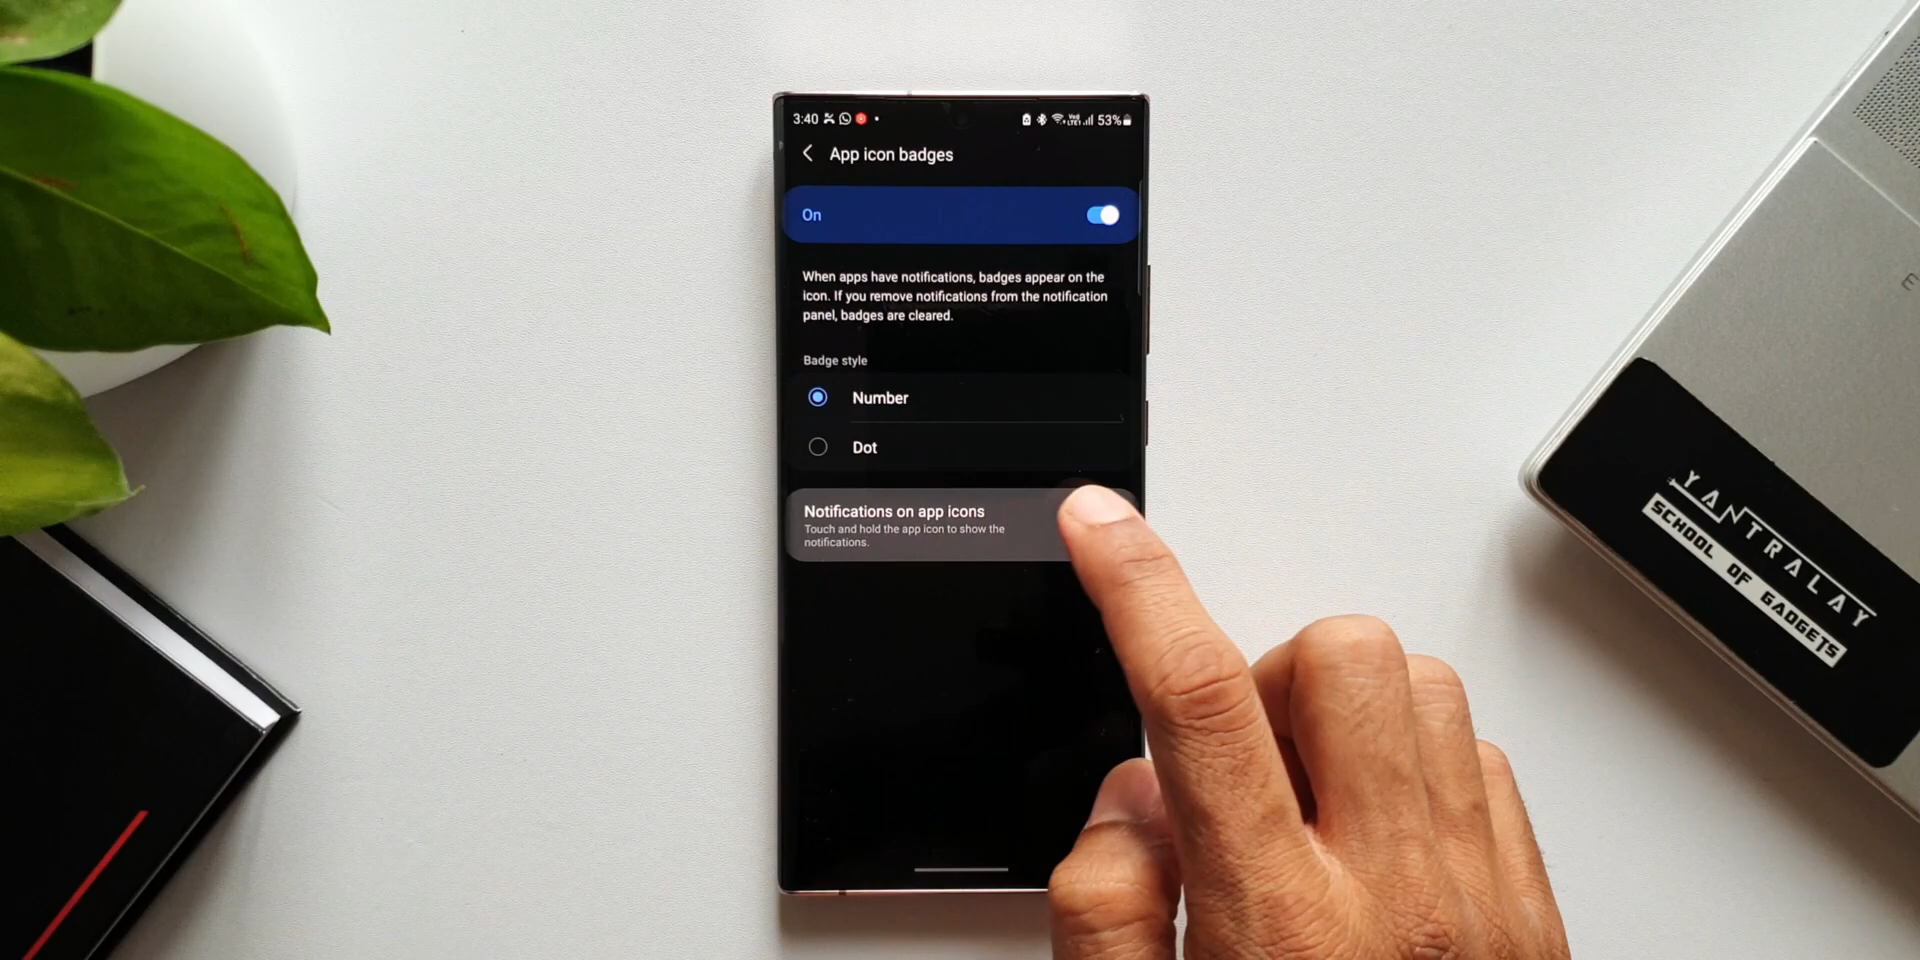 3:40
53%
App icon badges
On
When apps have notifications, badges appear on the
icon. If you remove notifications from the notification
panel, badges are cleared.
Badge style
Number
Dot
Notifications on app icons
Touch and hold the app icon to show the
notifications.
YANTRALAY
SCHOOL OF GADGETS